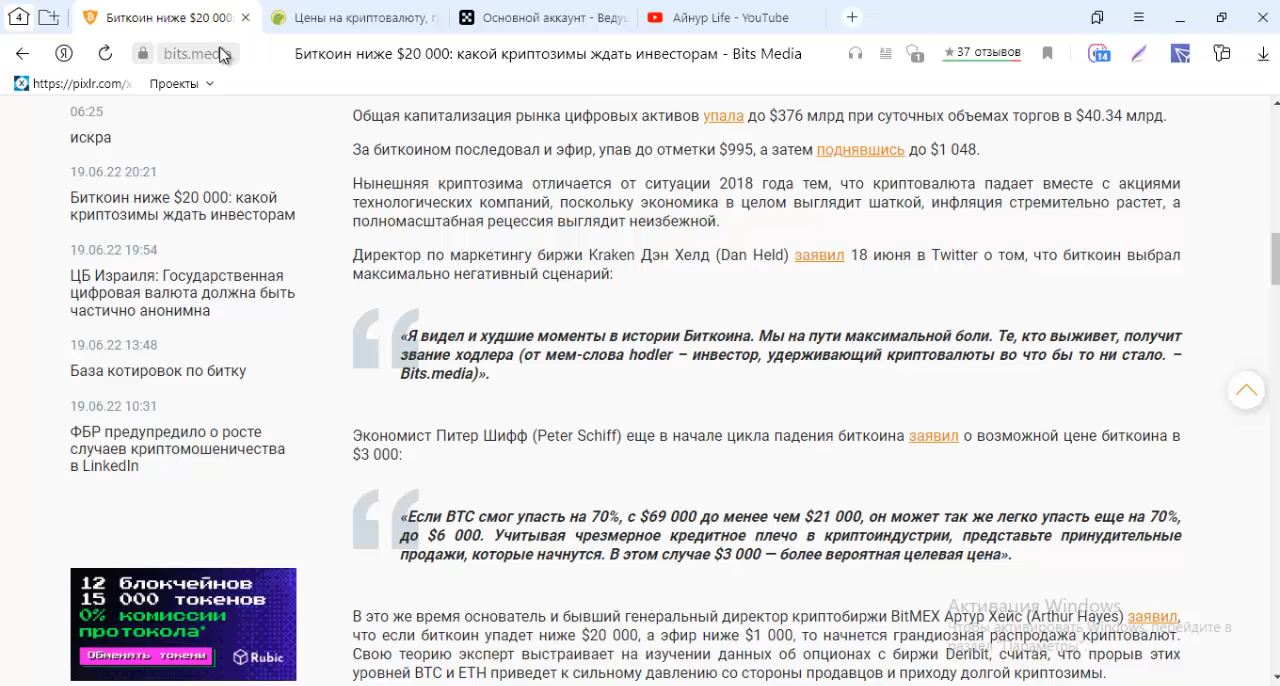 4
Биткоин ниже $20 000:
Цены на криптовалюту, г
Основной аккаунт - Веду
Айнур Life - YouTube
Я
bits.media
Биткоин ниже $20 000: какой криптозимы ждать инвесторам - Bits Media
1
★ 37 отзывов
14
https://pixlr.com/x
Проекты
06:25
искра
19.06.22 20:21
Биткоин ниже $20 000: какой
криптозимы ждать инвесторам
19.06.22 19:54
ЦБ Израиля: Государственная
цифровая валюта должна быть
частично анонимна
19.06.22 13:48
База котировок по битку
19.06.22 10:31
ФБР предупредило о росте
случаев криптомошенничества
в LinkedIn
12 блокчейнов
15 000 токенов
0% комиссии
протокола*
Обменять токены
Rubic
Общая капитализация рынка цифровых активов упала до $376 млрд при суточных объемах торгов в $40.34 млрд.
За биткоином последовал и эфир, упав до отметки $995, а затем поднявшись до $1 048.
Нынешняя криптозима отличается от ситуации 2018 года тем, что криптовалюта падает вместе с акциями
технологических компаний, поскольку экономика в целом выглядит шаткой, инфляция стремительно растет, а
полномасштабная рецессия выглядит неизбежной.
Директор по маркетингу биржи Kraken Дэн Хелд (Dan Held) заявил 18 июня в Twitter о том, что биткоин выбрал
максимально негативный сценарий:
«Я видел и худшие моменты в истории Биткоина. Мы на пути максимальной боли. Те, кто выживет, получит
звание ходлера (от мем-слова hodler – инвестор, удерживающий криптовалюты во что бы то ни стало. –
Bits.media)».
Экономист Питер Шифф (Peter Schiff) еще в начале цикла падения биткоина заявил о возможной цене биткоина в
$3 000:
«Если BTC смог упасть на 70%, с $69 000 до менее чем $21 000, он может так же легко упасть еще на 70%,
до $6 000. Учитывая чрезмерное кредитное плечо в криптоиндустрии, представьте принудительные
продажи, которые начнутся. В этом случае $3 000 — более вероятная целевая цена».
В это же время основатель и бывший генеральный директор криптобиржи BitMEX Артур Хейс (Arthur Hayes) заявил,
что если биткоин упадет ниже $20 000, а эфир ниже $1 000, то начнется грандиозная распродажа криптовалют.
Свою теорию эксперт выстраивает на изучении данных об опционах с биржи Deribit, считая, что прорыв этих
уровней BTC и ETH приведет к сильному давлению со стороны продавцов и приходу долгой криптозимы.
Активация Windows
Чтобы активировать Windows, перейдите в
раздел "Параметры".